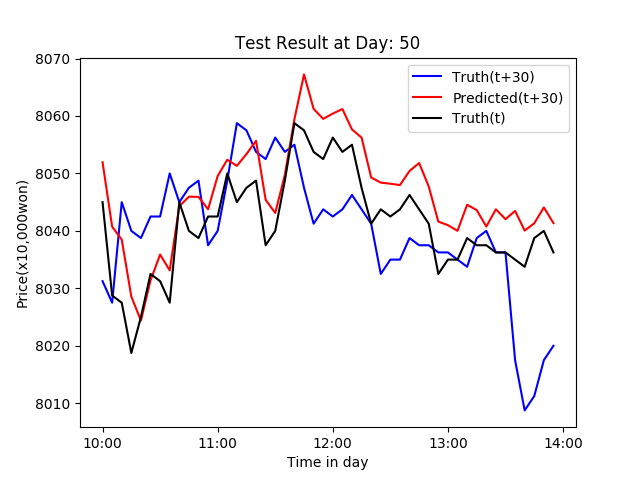 Test Result at Day: 50
Price(x10,000won)
8070
8060
8050
8040
8030
8020
8010
Truth(t+30)
Predicted(t+30)
Truth(t)
10:00 11:00 12:00 13:00 14:00
Time in day